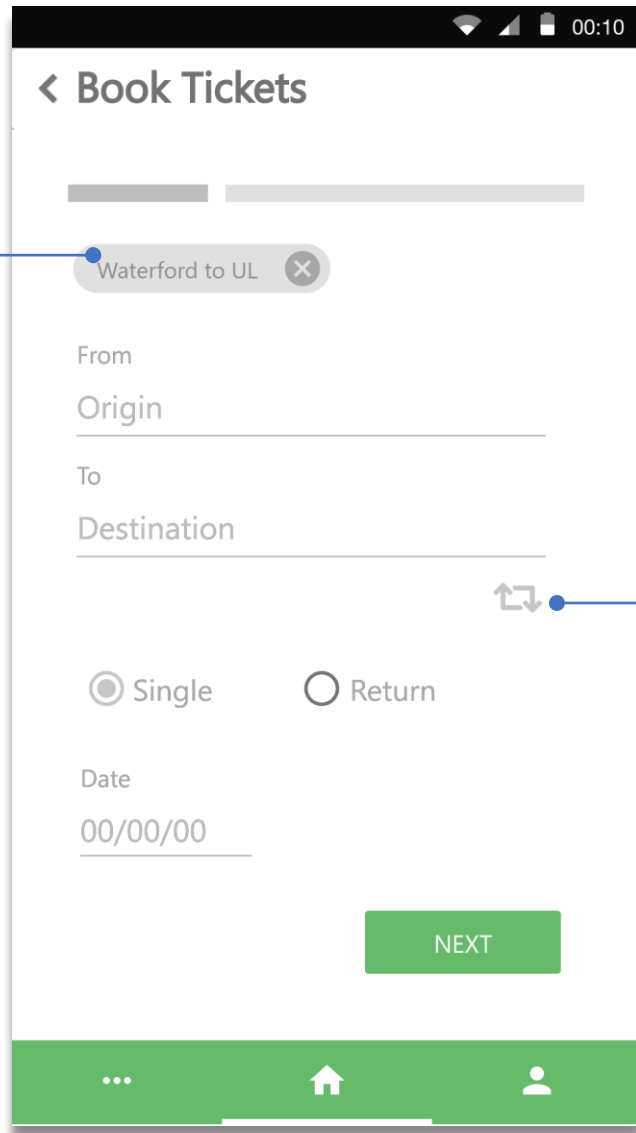 00:10
Book Tickets
Waterford to UL
From
Origin
To
Destination
Single Return
Date
00/00/00
NEXT